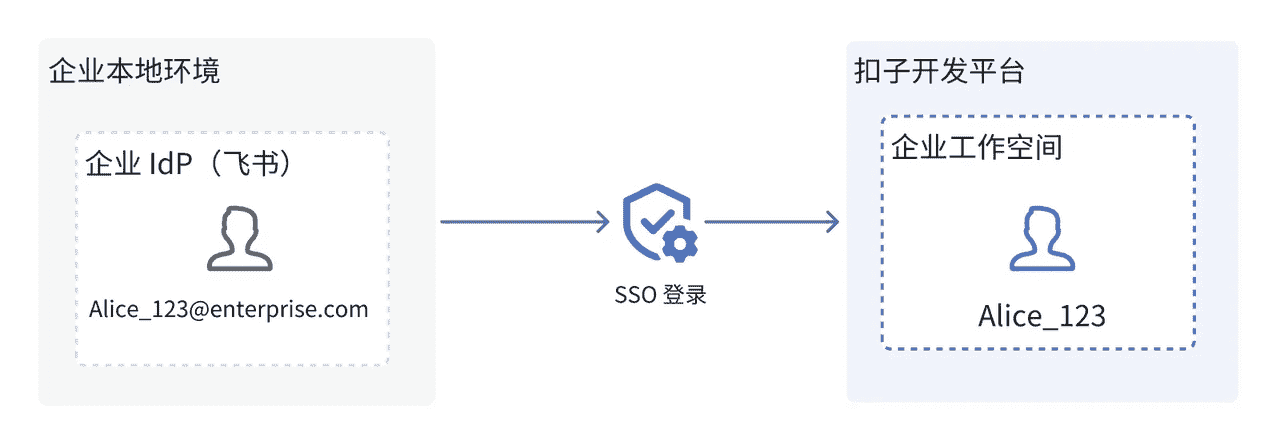 企业本地环境
企业 IdP（飞书）
Alice_123@enterprise.com
SSO 登录
扣子开发平台
企业工作空间
Alice_123